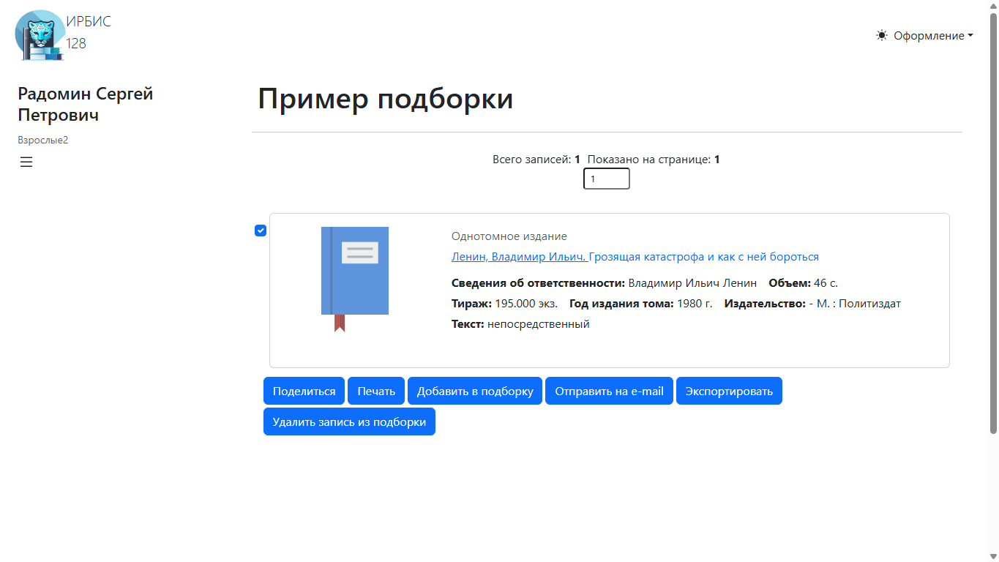 ИРБИС
128
Оформление
Радомин Сергей
Петрович
Взрослые2
Пример подборки
Всего записей: 1 Показано на странице: 1
1
Однотомное издание
Ленин, Владимир Ильич. Грозящая катастрофа и как с ней бороться
Сведения об ответственности: Владимир Ильич Ленин Объем: 46 с.
Тираж: 195.000 экз. Год издания тома: 1980 г. Издательство: - М. : Политиздат
Текст: непосредственный
Поделиться Печать Добавить в подборку Отправить на e-mail Экспортировать
Удалить запись из подборки